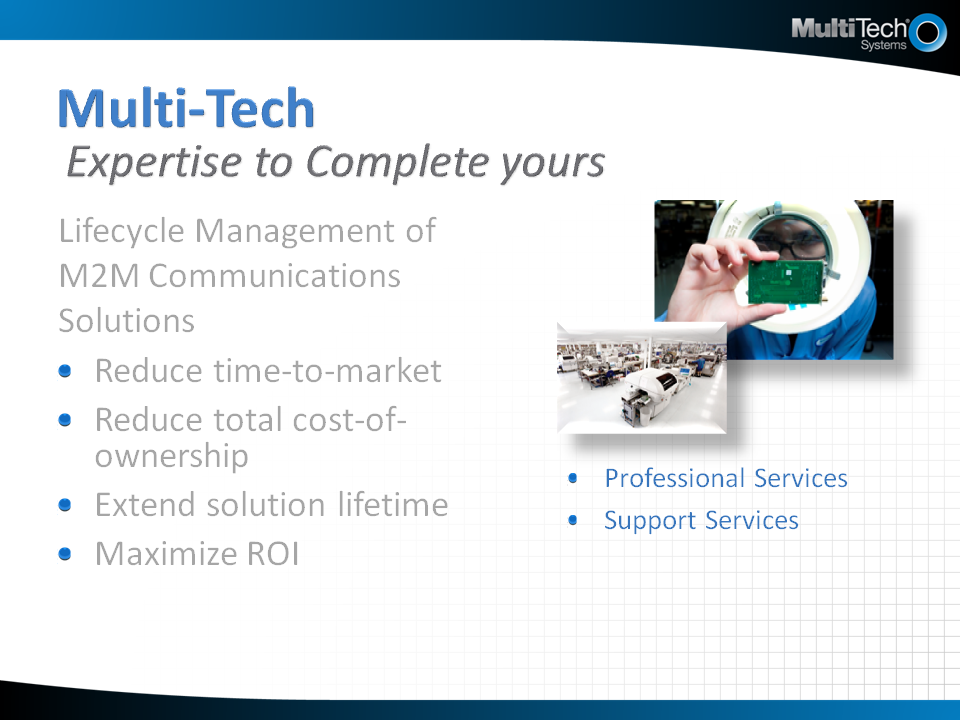 MultiTech®
Systems
Multi-Tech
Expertise to Complete yours
Lifecycle Management of
M2M Communications
Solutions
Reduce time-to-market
Reduce total cost-of-
ownership
Extend solution lifetime
Maximize ROI
Professional Services
Support Services